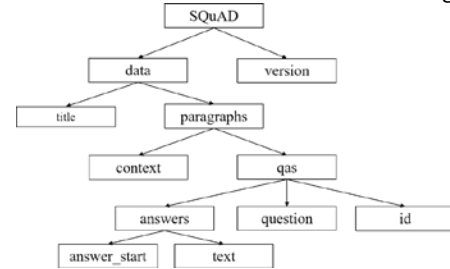 SQuAD
data
version
title
paragraphs
context
qas
answers
question
id
answer_start
text